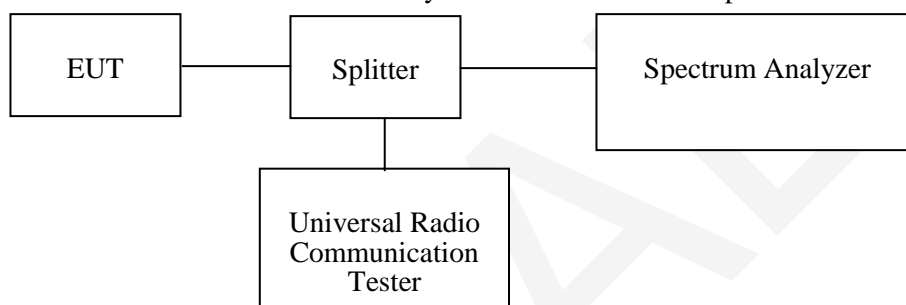 EUT
Splitter
Spectrum Analyzer
Universal Radio
Communication
Tester